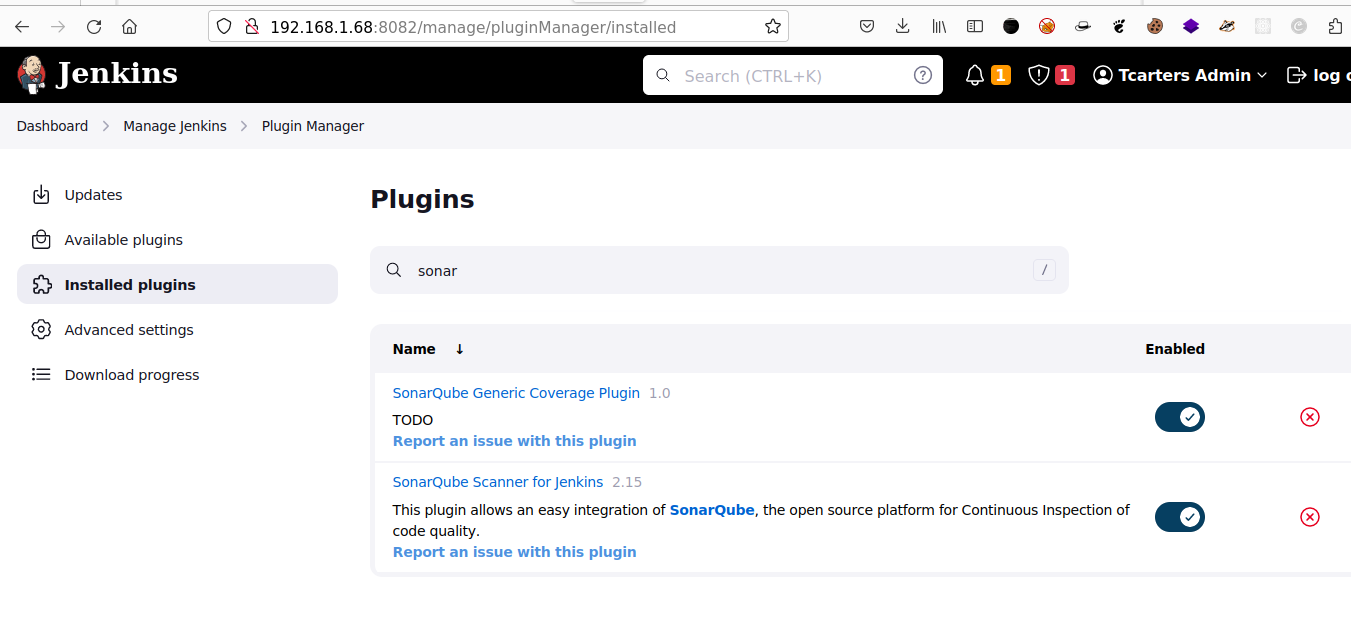 192.168.1.68:8082/manage/pluginManager/installed
Jenkins
Search (CTRL+K)
1
1
Tcarters Admin
log o
Dashboard
Manage Jenkins
Plugin Manager
Updates
Available plugins
Installed plugins
Advanced settings
Download progress
Plugins
sonar
/
Name ↓
Enabled
SonarQube Generic Coverage Plugin 1.0
TODO
Report an issue with this plugin
SonarQube Scanner for Jenkins 2.15
This plugin allows an easy integration of SonarQube, the open source platform for Continuous Inspection of
code quality.
Report an issue with this plugin